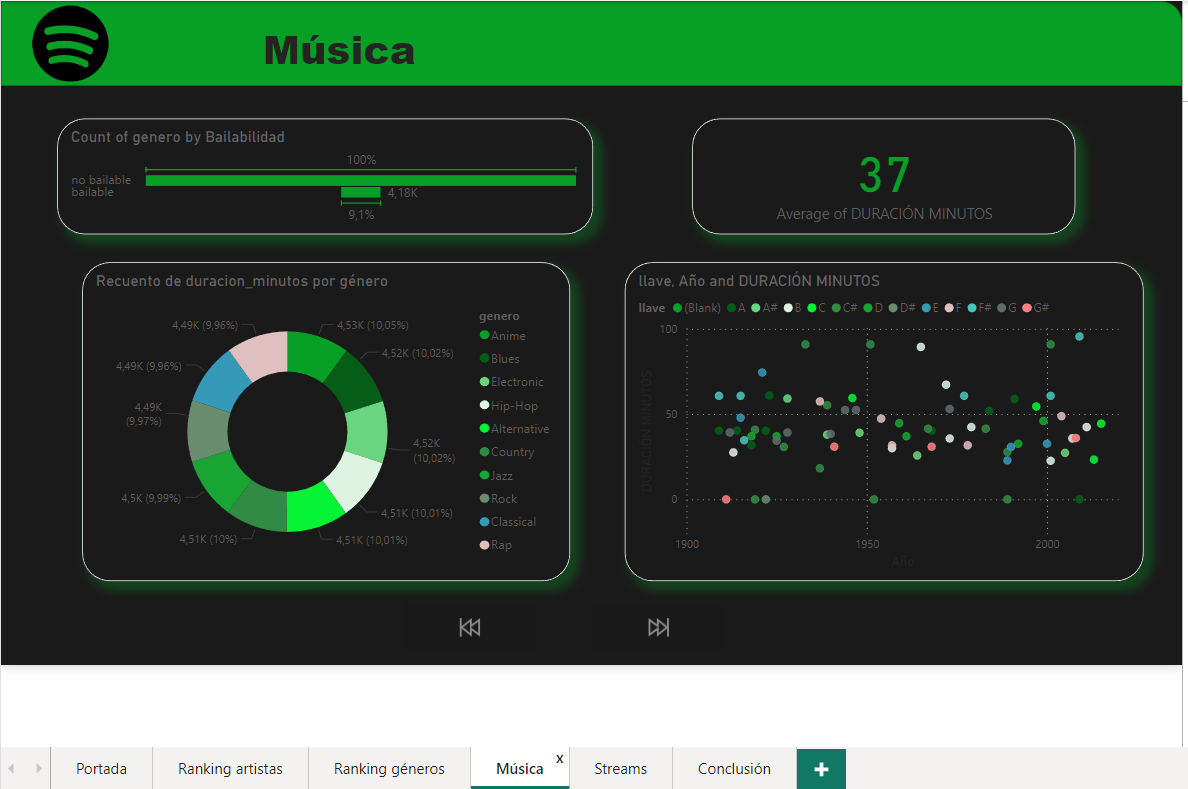 Música
Count of genero by Bailabilidad
100%
no bailable
bailable
4,18K
9,1%
37
Average of DURACIÓN MINUTOS
Recuento de duracion_minutos por género
4,49K (9,96%)
4,53K (10,05%)
4,49K (9,96%)
4,52K (10,02%)
4,49K
(9,97%)
4,52K
(10,02%)
4,5K (9,99%)
4,51K (10,01%)
4,51K (10%)
4,51K (10,01%)
genero
Anime
Blues
Electronic
Hip-Hop
Alternative
Country
Jazz
Rock
Classical
Rap
llave, Año and DURACIÓN MINUTOS
llave (Blank) A A# B C C# D D# E F F# G G#
100
50
0
DURACIÓN MINUTOS
1900 1950 2000
Año
Portada Ranking artistas Ranking géneros Música x Streams Conclusión +